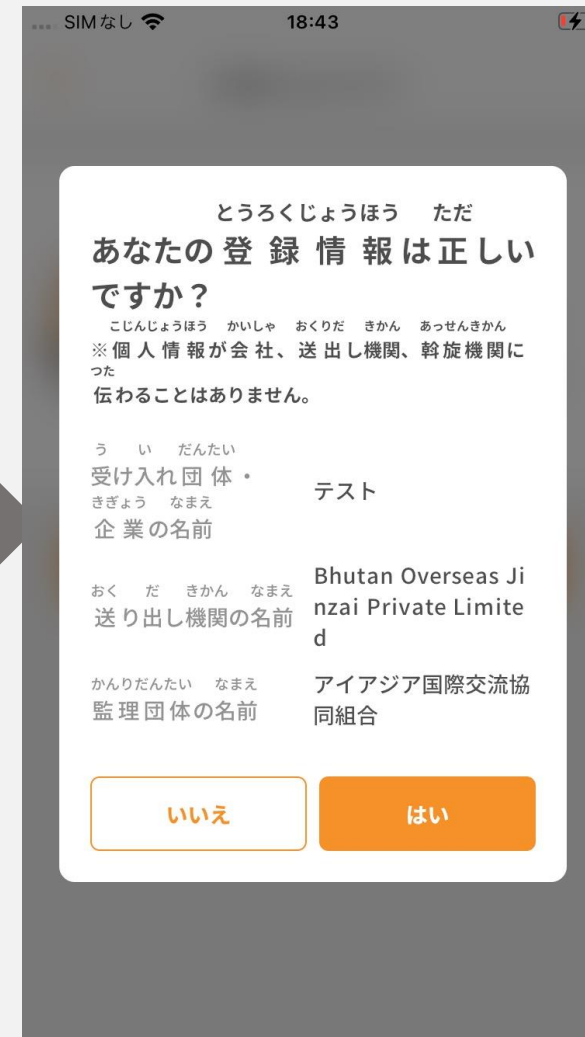 SIMなし
18:43
とうろくじょうほう ただ
あなたの登録情報は正しい
ですか？
こじんじょうほう かいしゃ おくりだ きかん あっせんきかん
※個人情報が会社、送出し機関、斡旋機関に
つた
伝わることはありません。
う い だんたい
受け入れ団体・
きぎょう なまえ
企業の名前
テスト
おく だ きかん なまえ
送り出し機関の名前
Bhutan Overseas Ji
nzai Private Limite
d
かんりだんたい なまえ
監理団体の名前
アイアジア国際交流協
同組合
いいえ
はい